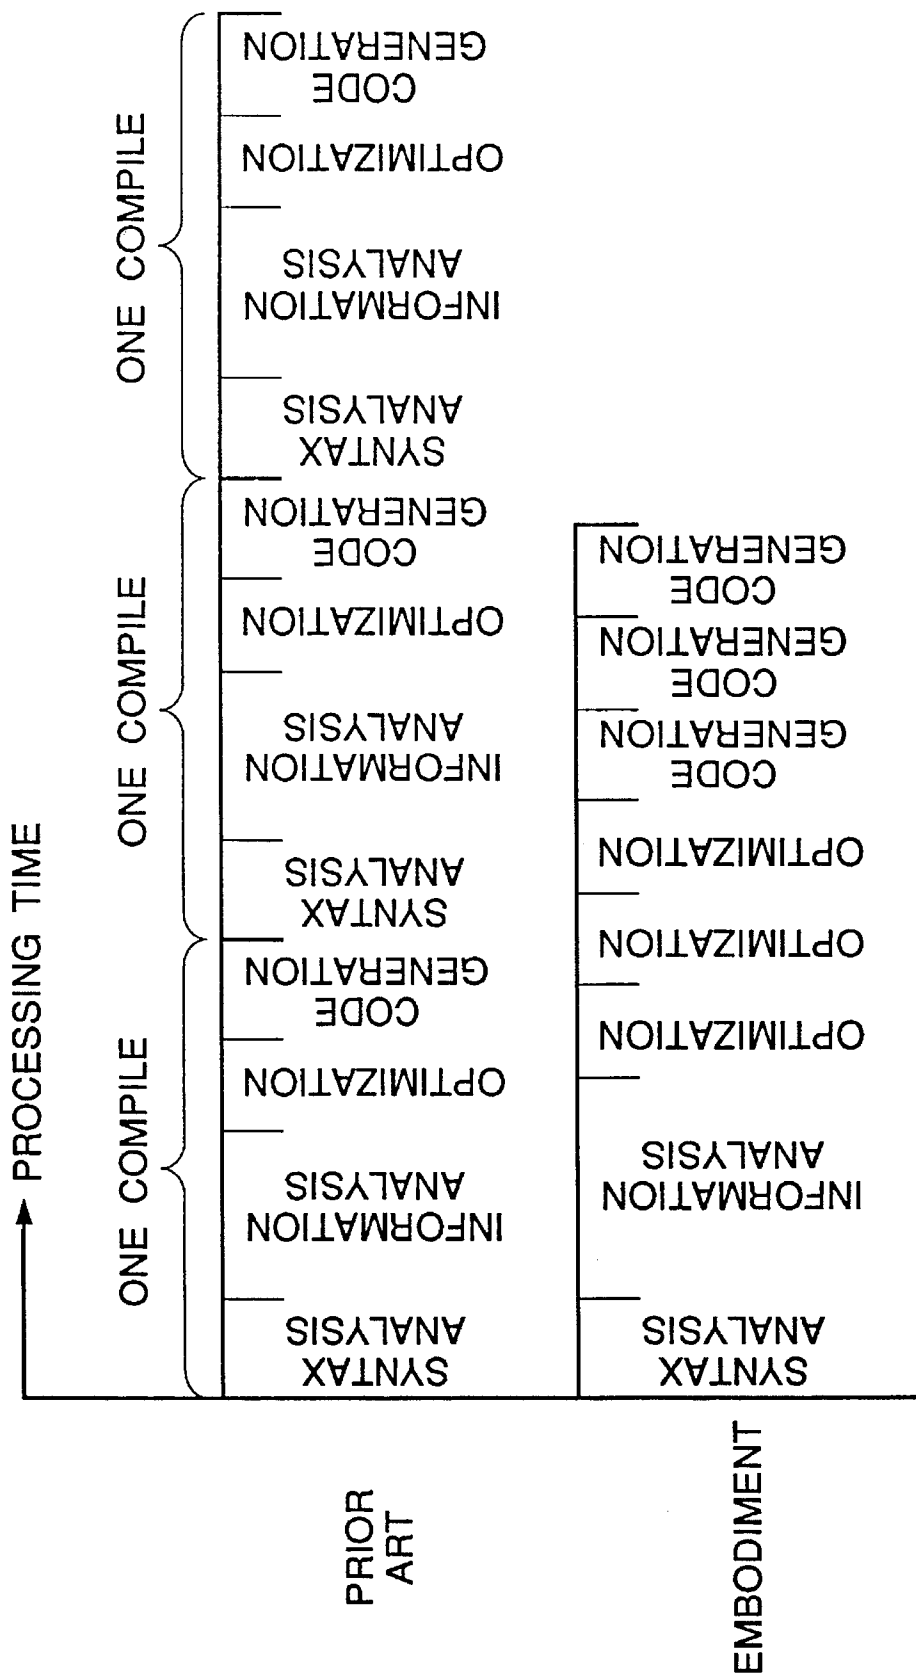 PROCESSING TIME
ONE COMPILE
ONE COMPILE
ONE COMPILE
PRIOR
ART
SYNTAX
ANALYSIS
INFORMATION
ANALYSIS
OPTIMIZATION
CODE
GENERATION
SYNTAX
ANALYSIS
INFORMATION
ANALYSIS
OPTIMIZATION
CODE
GENERATION
SYNTAX
ANALYSIS
INFORMATION
ANALYSIS
OPTIMIZATION
CODE
GENERATION
EMBODIMENT
SYNTAX
ANALYSIS
INFORMATION
ANALYSIS
OPTIMIZATION
OPTIMIZATION
OPTIMIZATION
CODE
GENERATION
CODE
GENERATION
CODE
GENERATION